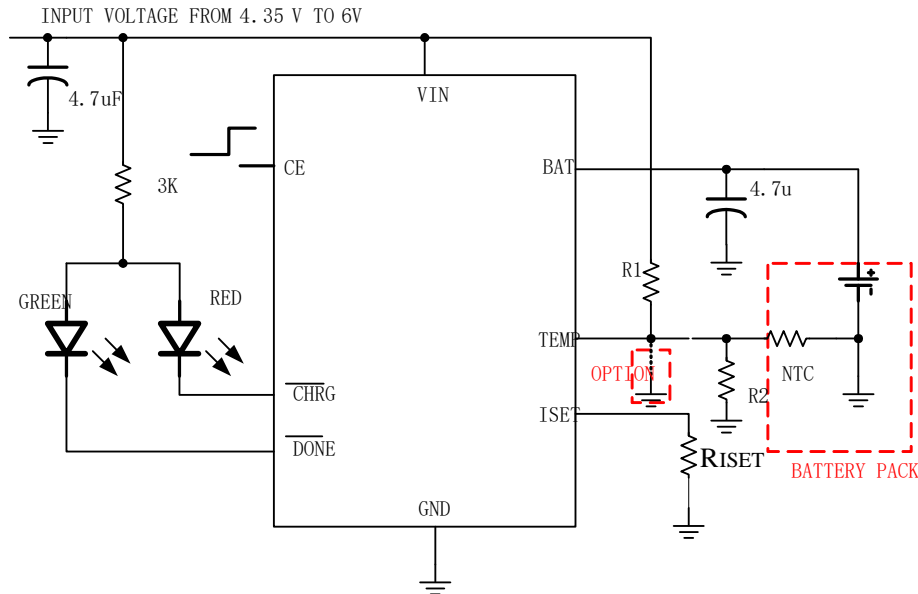 INPUT VOLTAGE FROM 4.35 V TO 6V
4.7uF
VIN
CE
BAT
3K
4.7u
R1
GREEN
RED
+
TEMP
OPTION
NTC
CHRG
R2
ISET
DONE
RISET
BATTERY PACK
GND